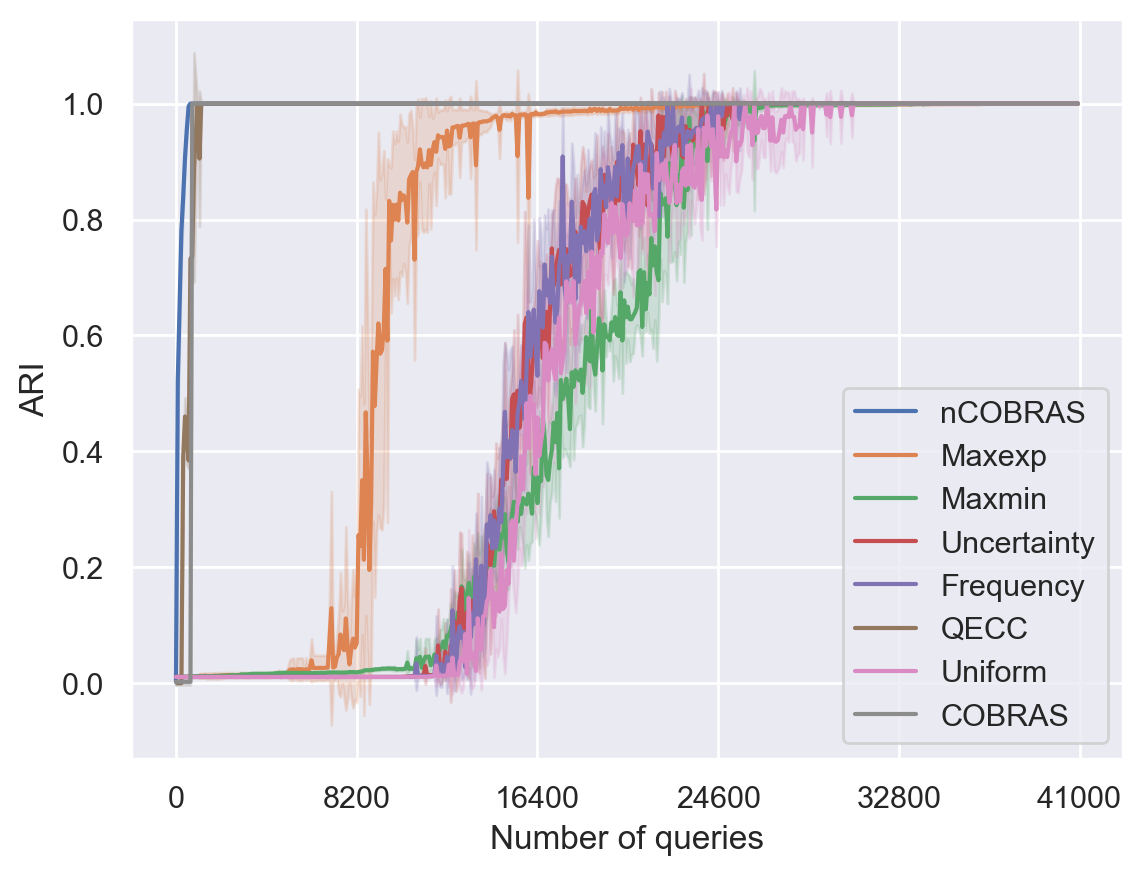 1.0
0.8
0.6
0.4
0.2
0.0
ARI
nCOBRAS
Maxexp
Maxmin
Uncertainty
Frequency
QECC
Uniform
COBRAS
0 8200 16400 24600 32800 41000
Number of queries